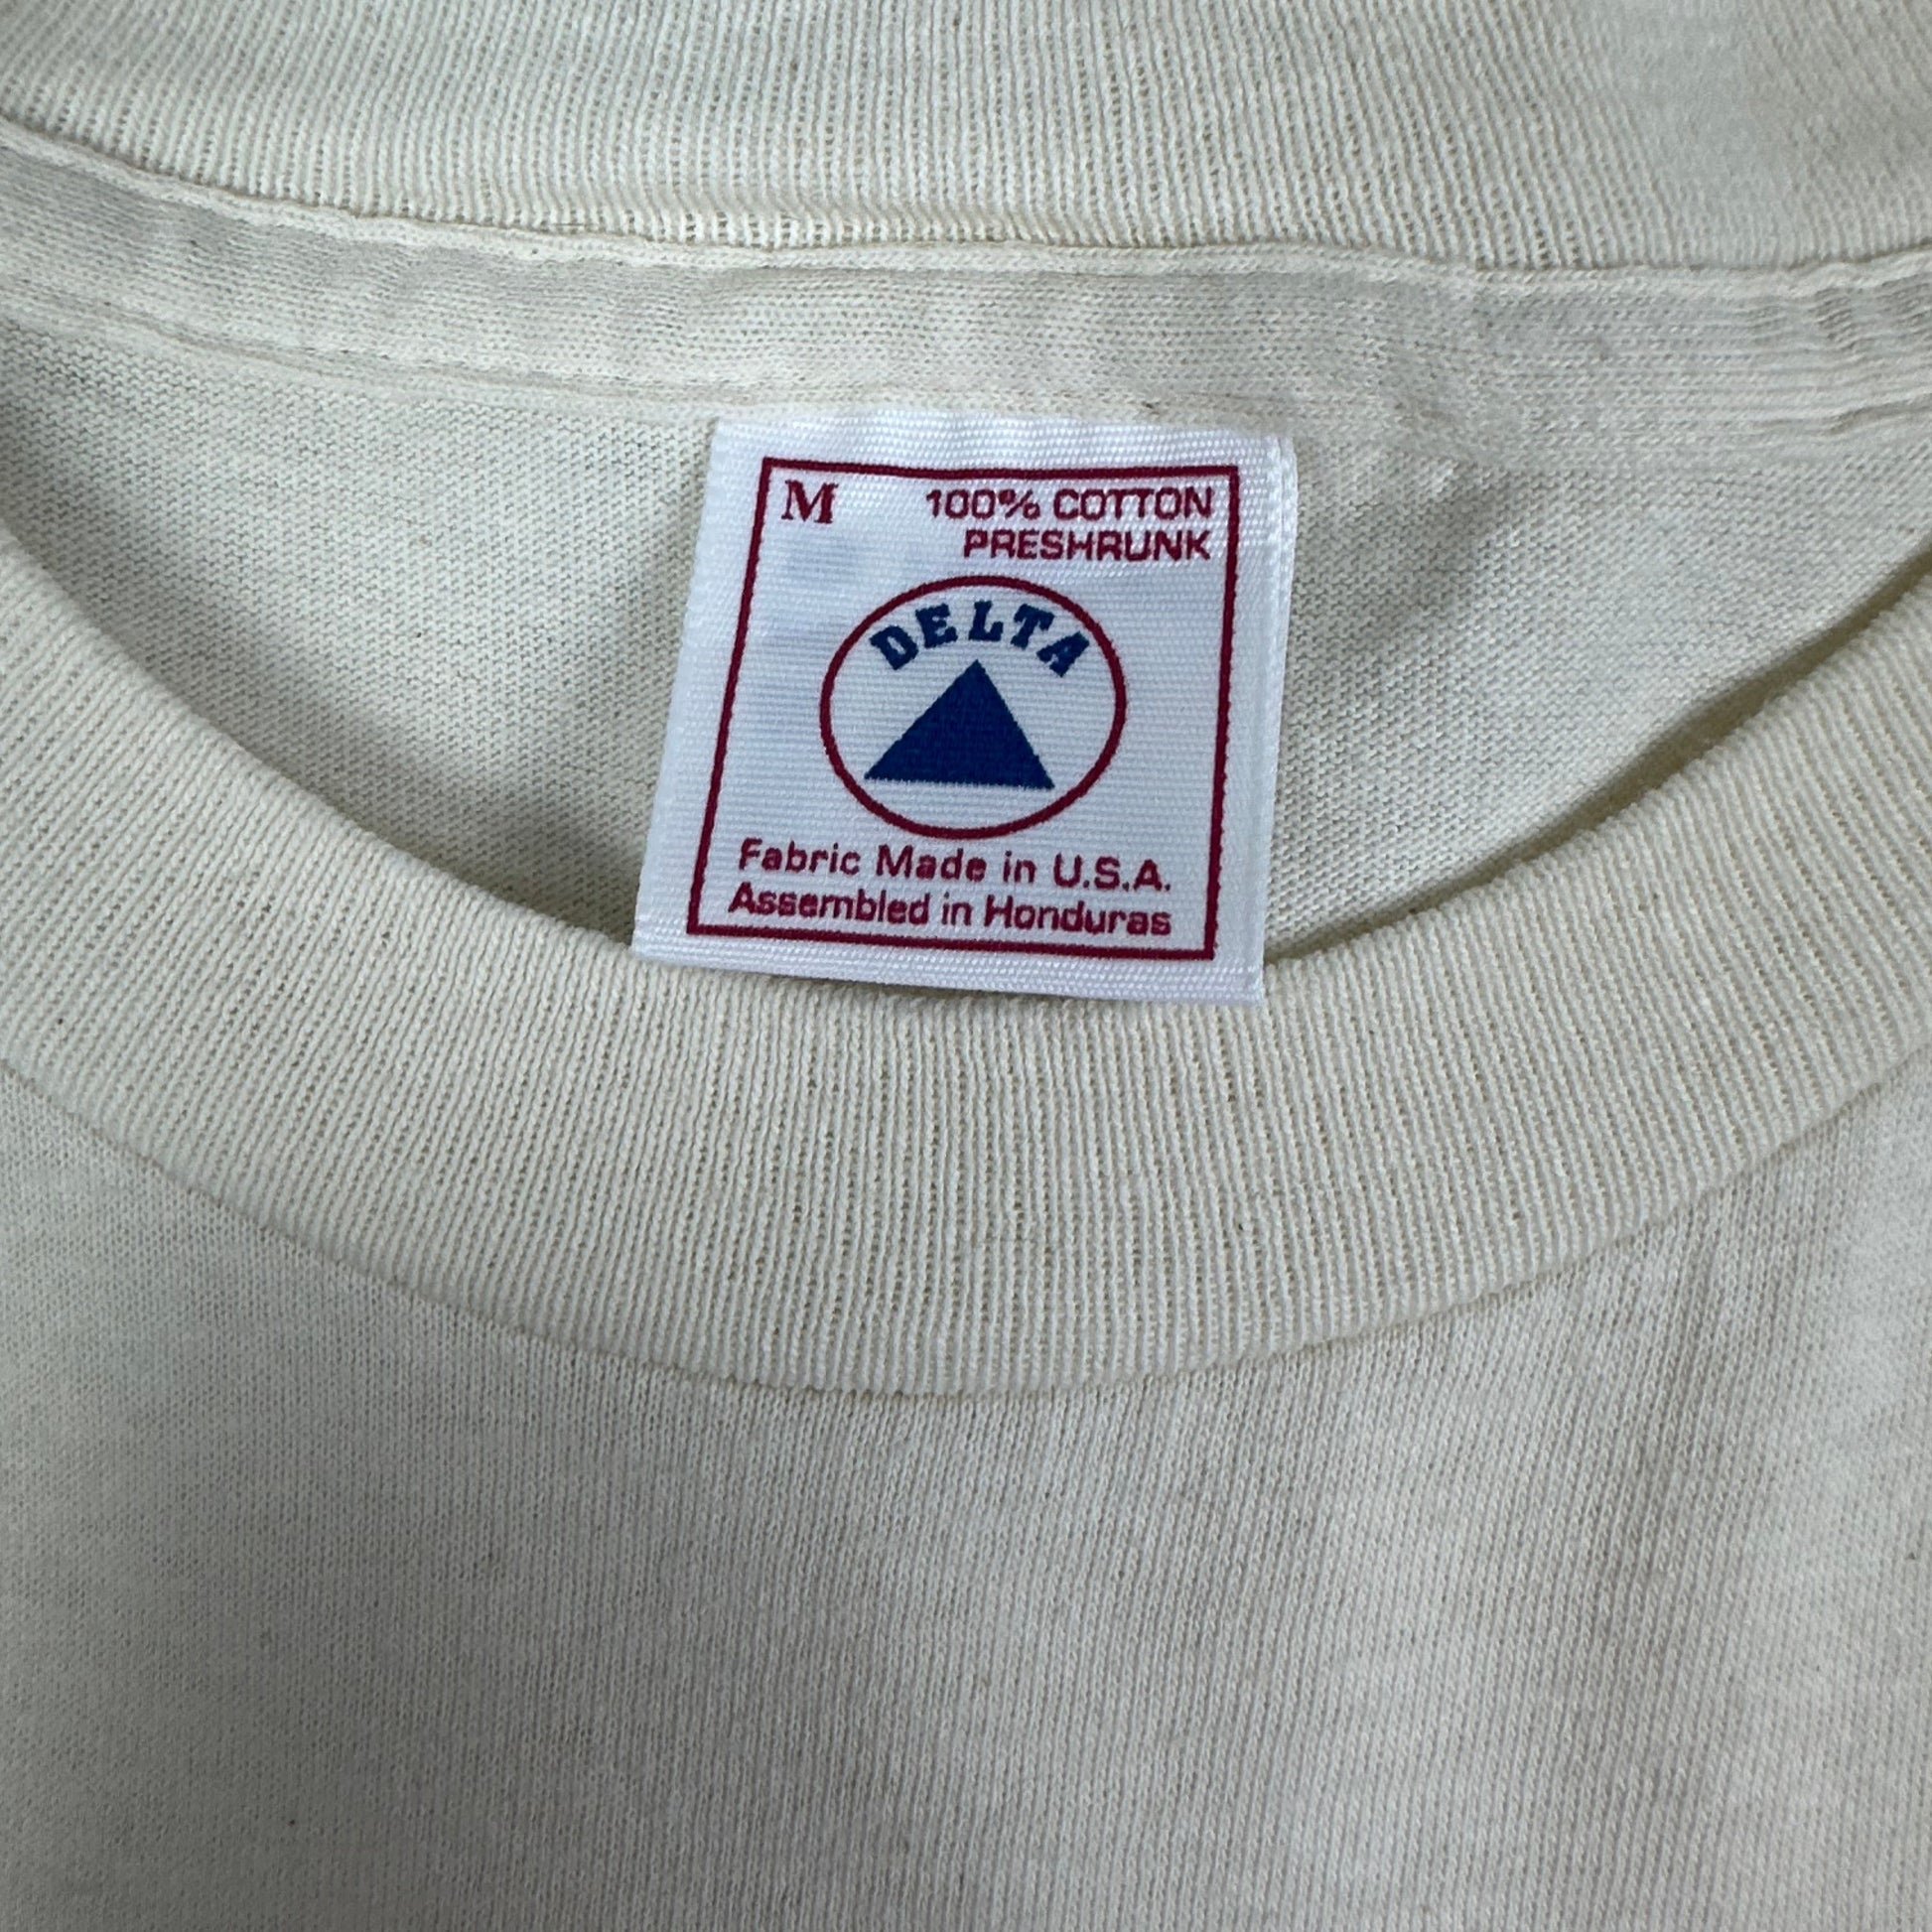 M 100% COTTON
PRESHRUNK
DELTA
Fabric Made in U.S.A.
Assembled in Honduras